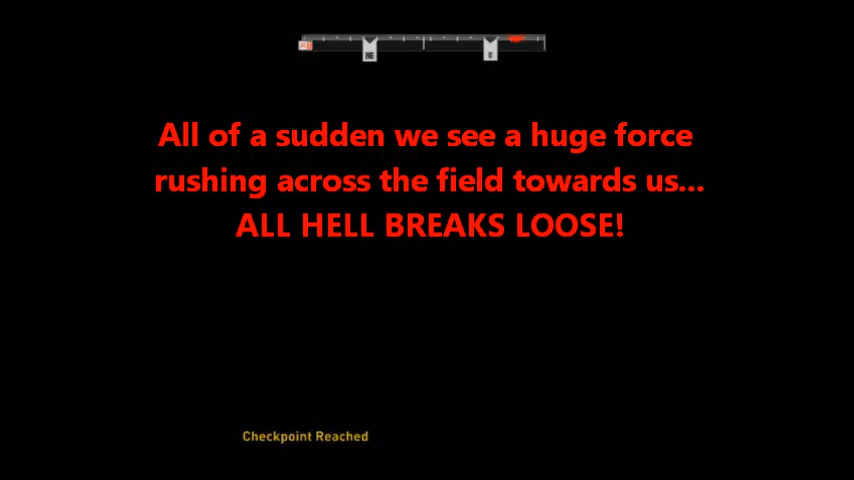 NE
E
All of a sudden we see a huge force
rushing across the field towards us...
ALL HELL BREAKS LOOSE!
Checkpoint Reached